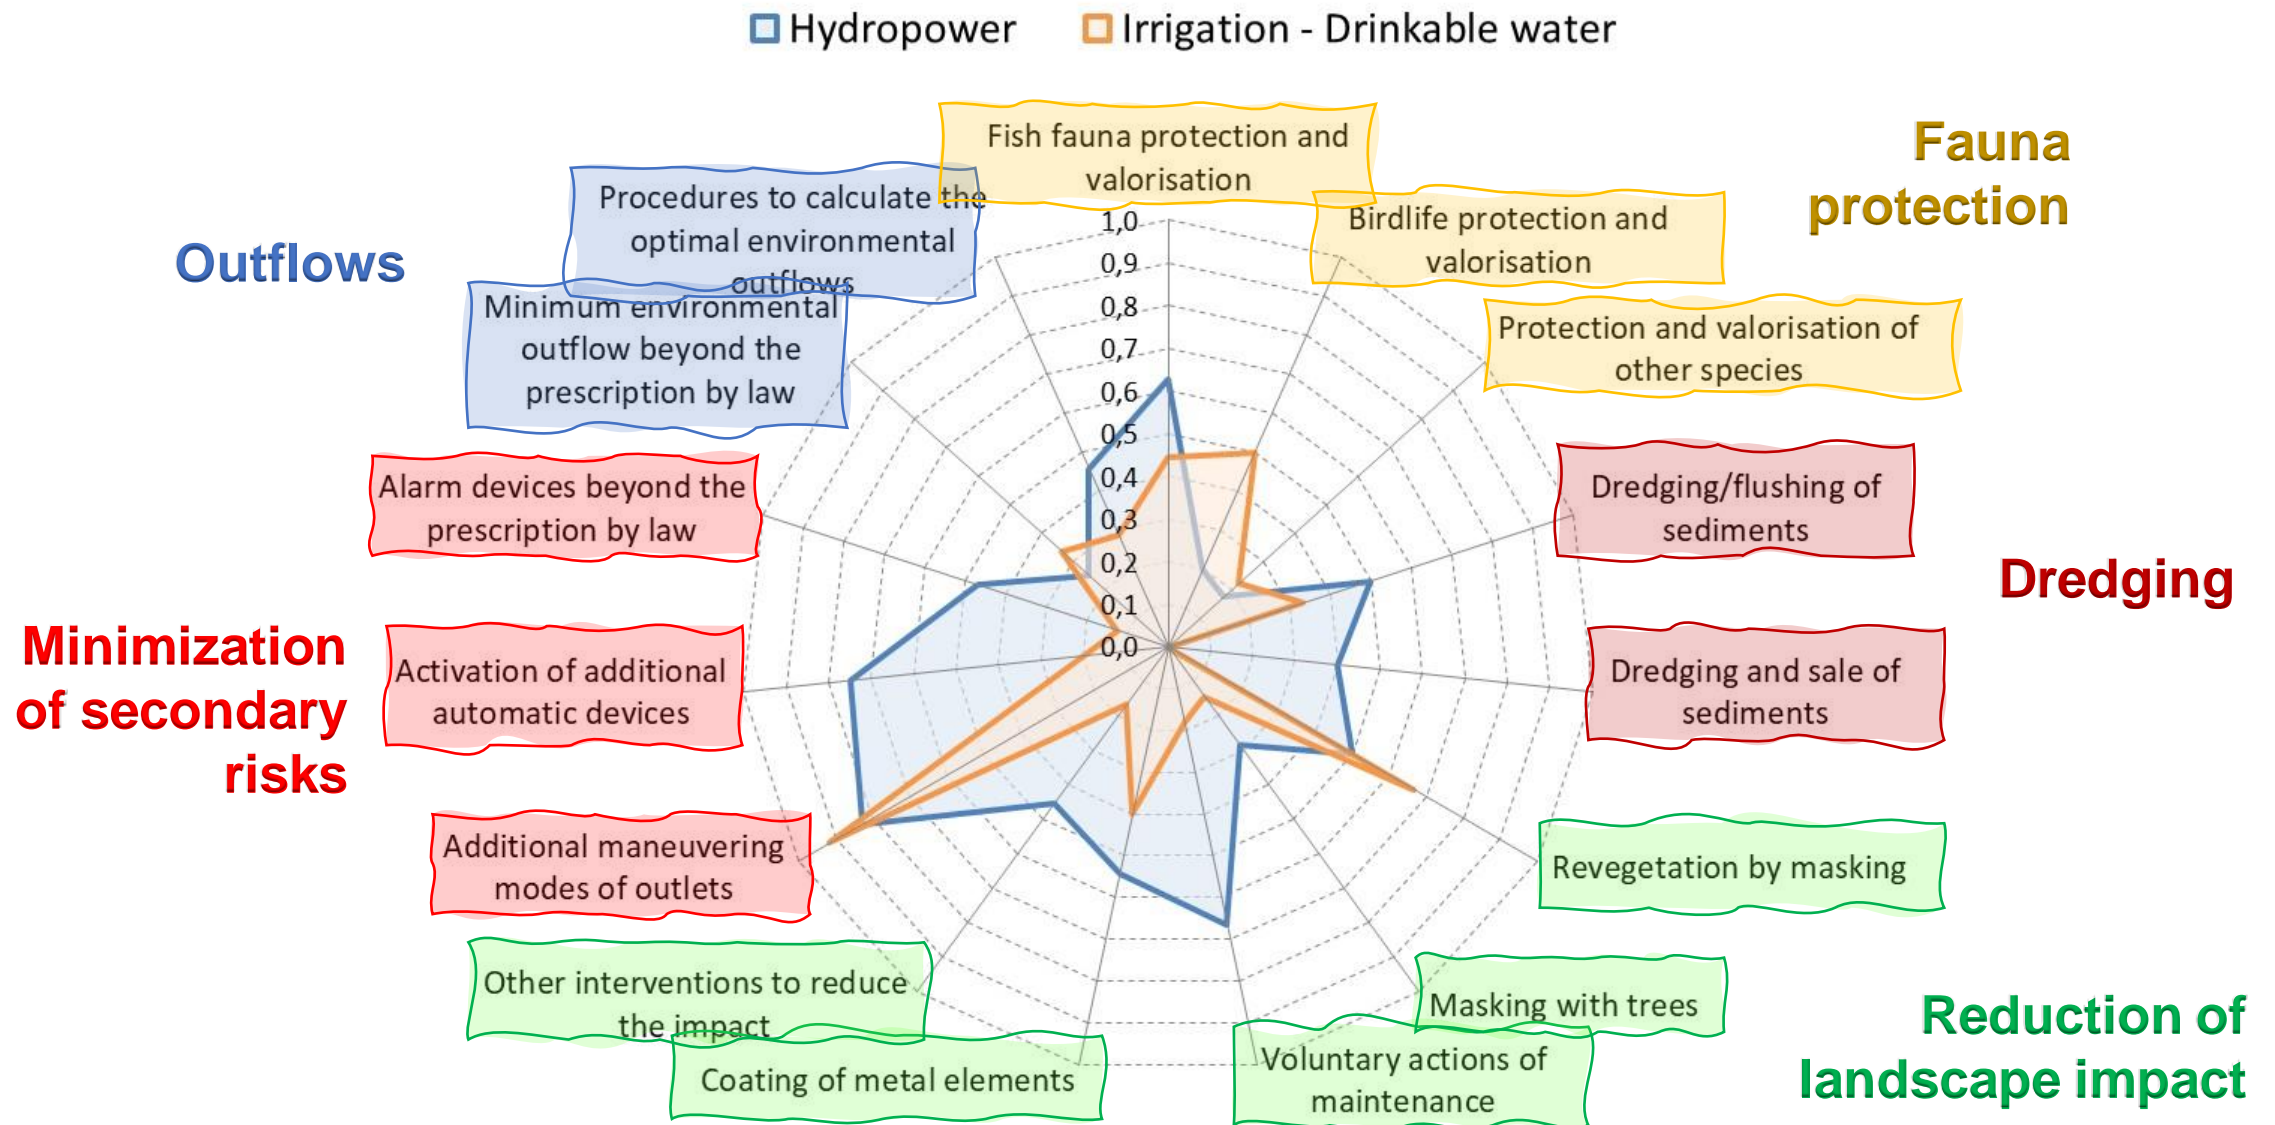 Hydropower
Irrigation - Drinkable water
Fish fauna protection and
valorisation
Fauna
protection
Procedures to calculate the
optimal environmental
outflows
Birdlife protection and
valorisation
Outflows
Minimum environmental
outflow beyond the
prescription by law
Protection and valorisation of
other species
1,0
0,9
0,8
0,7
0,6
0,5
0,4
0,3
0,2
0,1
0,0
Alarm devices beyond the
prescription by law
Dredging/flushing of
sediments
Dredging
Minimization
of secondary
risks
Activation of additional
automatic devices
Dredging and sale of
sediments
Additional maneuvering
modes of outlets
Revegetation by masking
Other interventions to reduce
the impact
Masking with trees
Reduction of
landscape impact
Coating of metal elements
Voluntary actions of
maintenance